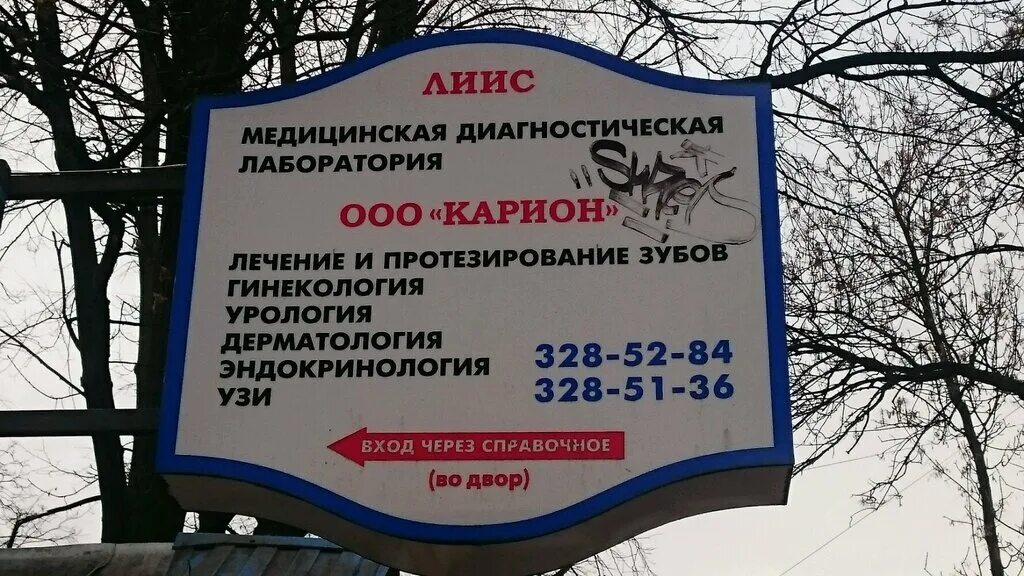 ЛИИС
МЕДИЦИНСКАЯ ДИАГНОСТИЧЕСКАЯ
ЛАБОРАТОРИЯ
ООО «КАРИОН»
ЛЕЧЕНИЕ И ПРОТЕЗИРОВАНИЕ ЗУБОВ
ГИНЕКОЛОГИЯ
УРОЛОГИЯ
ДЕРМАТОЛОГИЯ
ЭНДОКРИНОЛОГИЯ
УЗИ
328-52-84
328-51-36
ВХОД ЧЕРЕЗ СПРАВОЧНОЕ
(во двор)